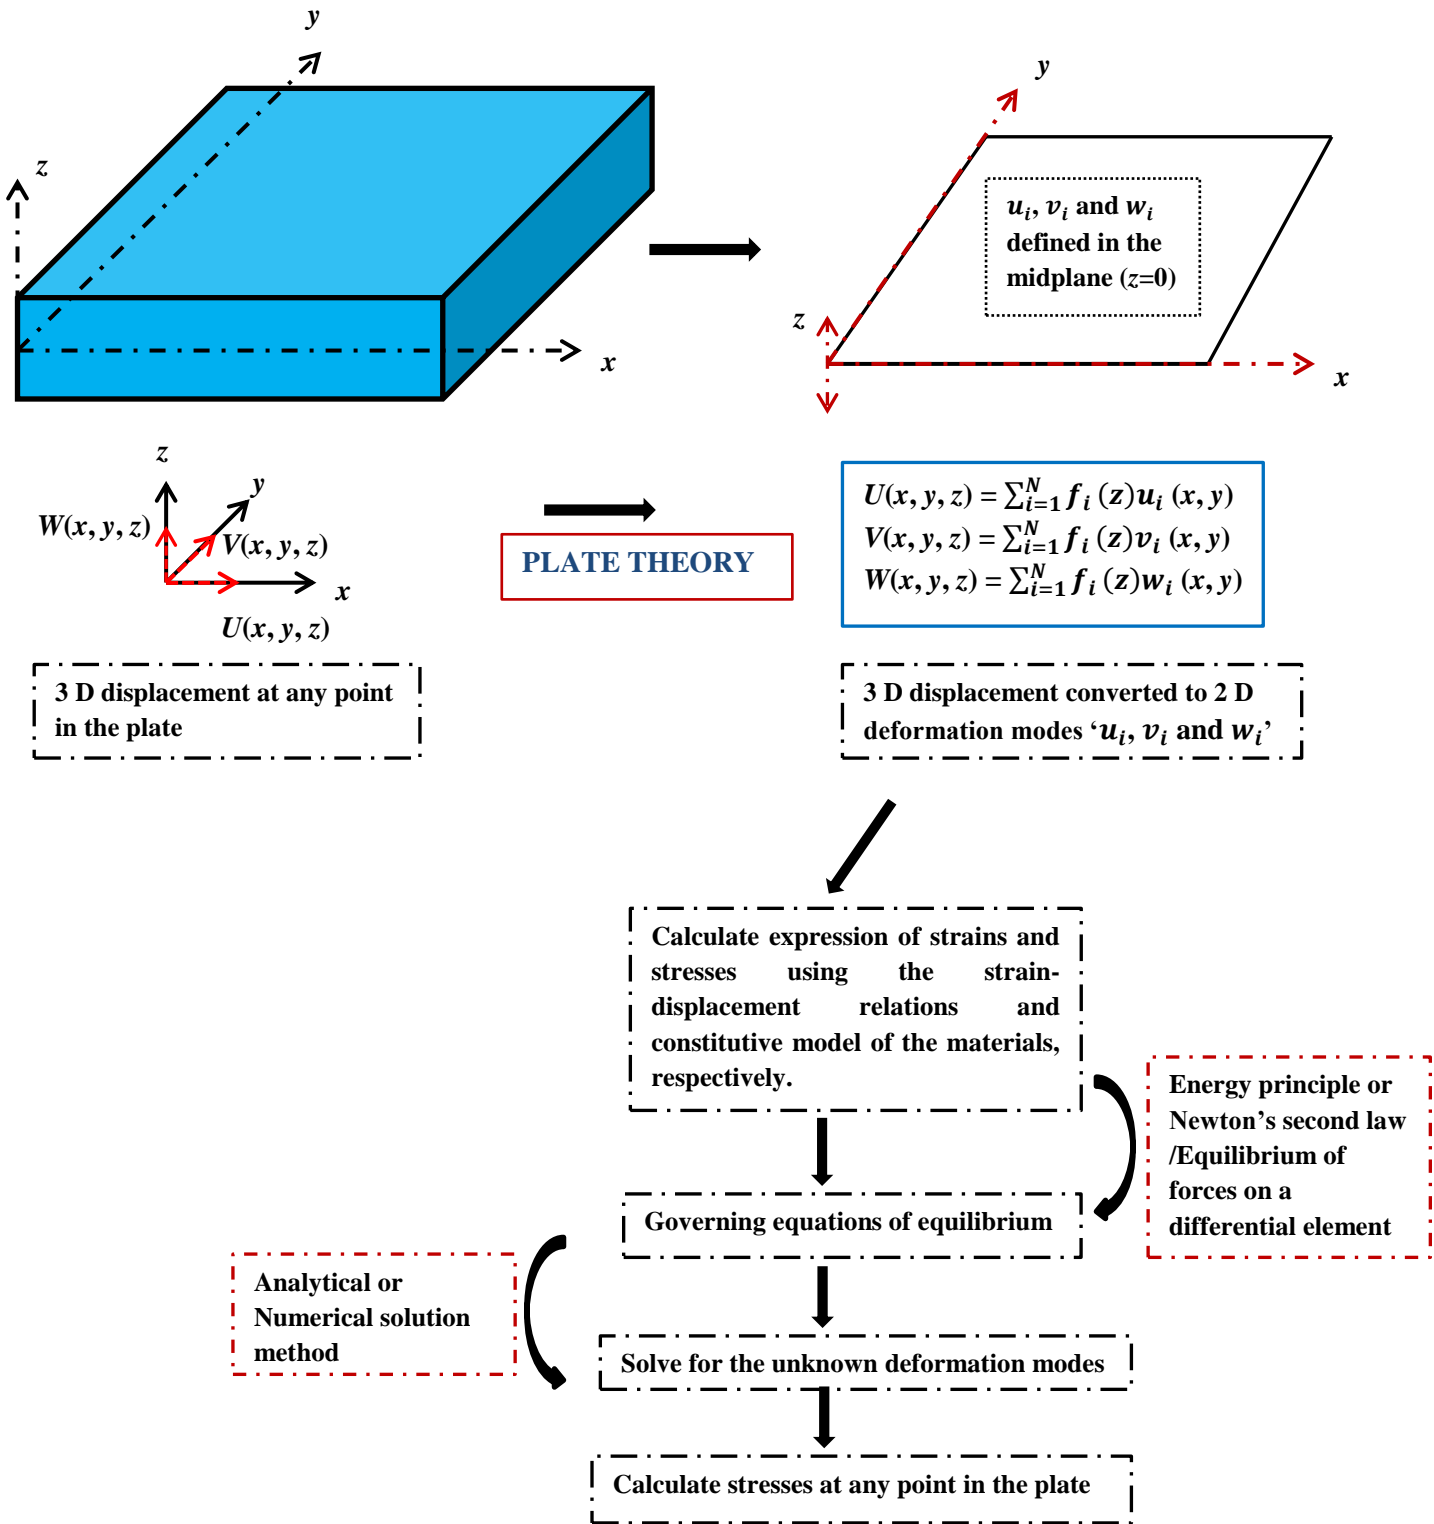 y
z
x
y
u_i, v_i and w_i
defined in the
midplane (z=0)
z
x
z
y
W(x, y, z)
V(x, y, z)
x
U(x, y, z)
PLATE THEORY
U(x, y, z) = ∑_{i=1}^{N} f_i (z)u_i (x, y)
V(x, y, z) = ∑_{i=1}^{N} f_i (z)v_i (x, y)
W(x, y, z) = ∑_{i=1}^{N} f_i (z)w_i (x, y)
3 D displacement at any point
in the plate
3 D displacement converted to 2 D
deformation modes ‘u_i, v_i and w_i’
Calculate expression of strains and
stresses using the strain-
displacement relations and
constitutive model of the materials,
respectively.
Energy principle or
Newton’s second law
/Equilibrium of
forces on a
differential element
Governing equations of equilibrium
Analytical or
Numerical solution
method
Solve for the unknown deformation modes
Calculate stresses at any point in the plate